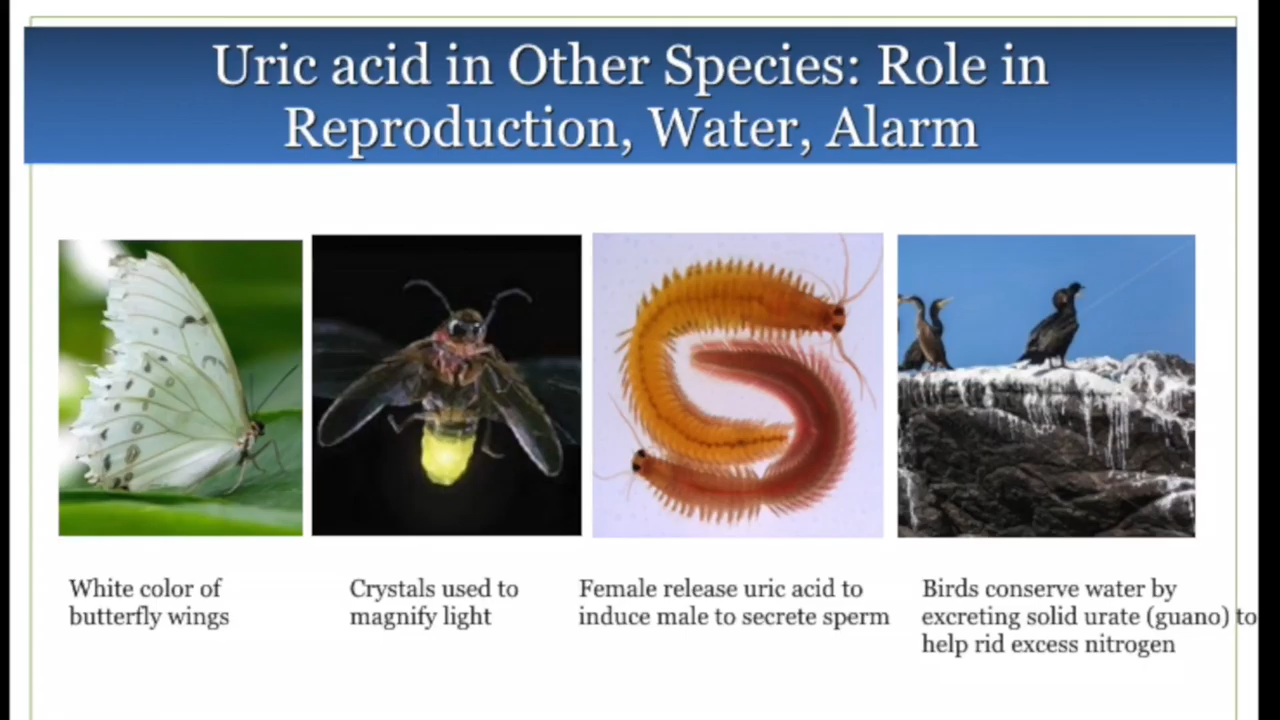 Uric acid in Other Species: Role in
Reproduction, Water, Alarm
White color of
butterfly wings
Crystals used to
magnify light
Female release uric acid to
induce male to secrete sperm
Birds conserve water by
excreting solid urate (guano) to
help rid excess nitrogen